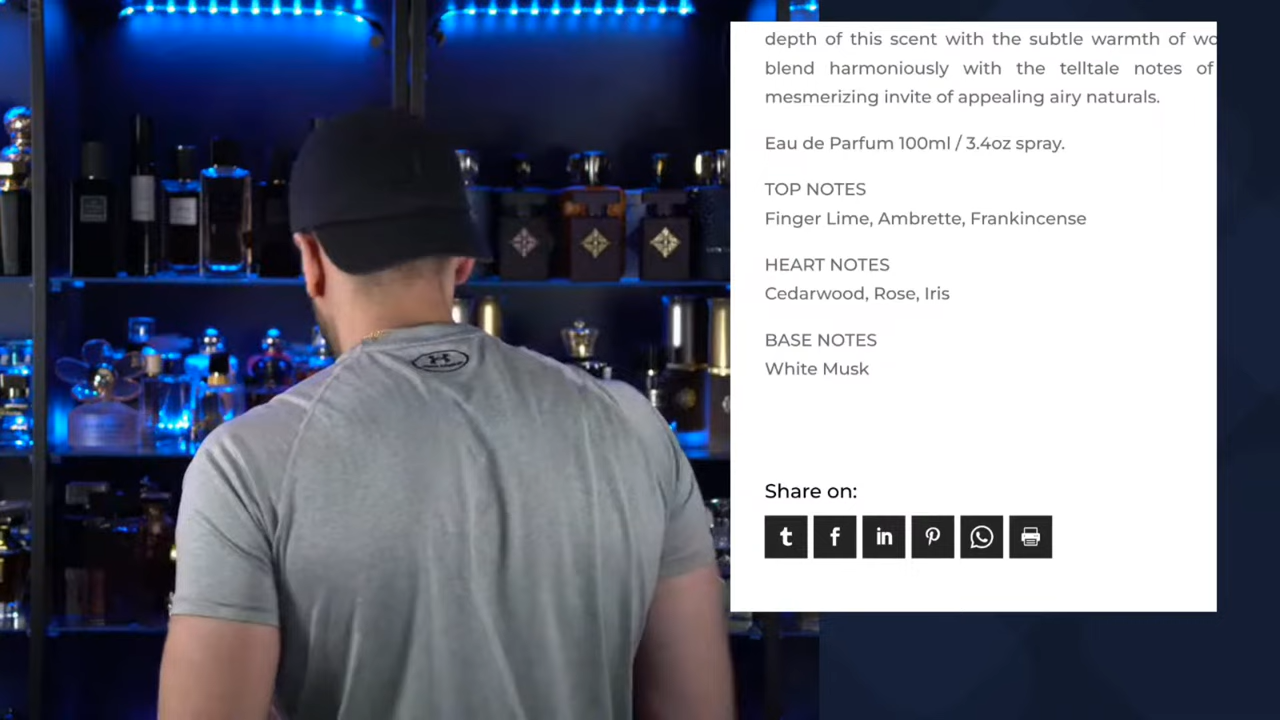 depth of this scent with the subtle warmth of
blend harmoniously with the telltale notes of
mesmerizing invite of appealing airy naturals.
Eau de Parfum 100ml / 3.4oz spray.
TOP NOTES
Finger Lime, Ambrette, Frankincense
HEART NOTES
Cedarwood, Rose, Iris
BASE NOTES
White Musk
Share on: